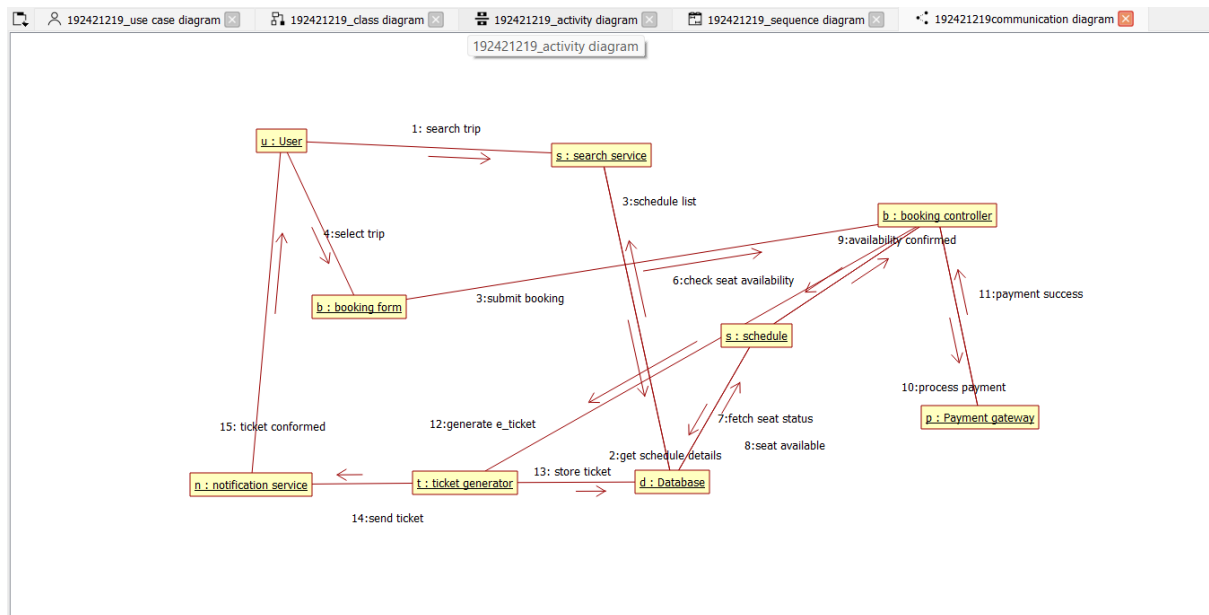 192421219_use case diagram
192421219_class diagram
192421219_activity diagram
192421219_sequence diagram
192421219communication diagram
192421219_activity diagram
1: search trip
u : User
s : search service
3:schedule list
b : booking controller
4:select trip
9:availability confirmed
6:check seat availability
11:payment success
3:submit booking
b : booking form
s : schedule
10:process payment
p : Payment gateway
7:fetch seat status
12:generate e_ticket
15: ticket conformed
8:seat available
2:get schedule details
13: store ticket
n : notification service
t : ticket generator
d : Database
14:send ticket